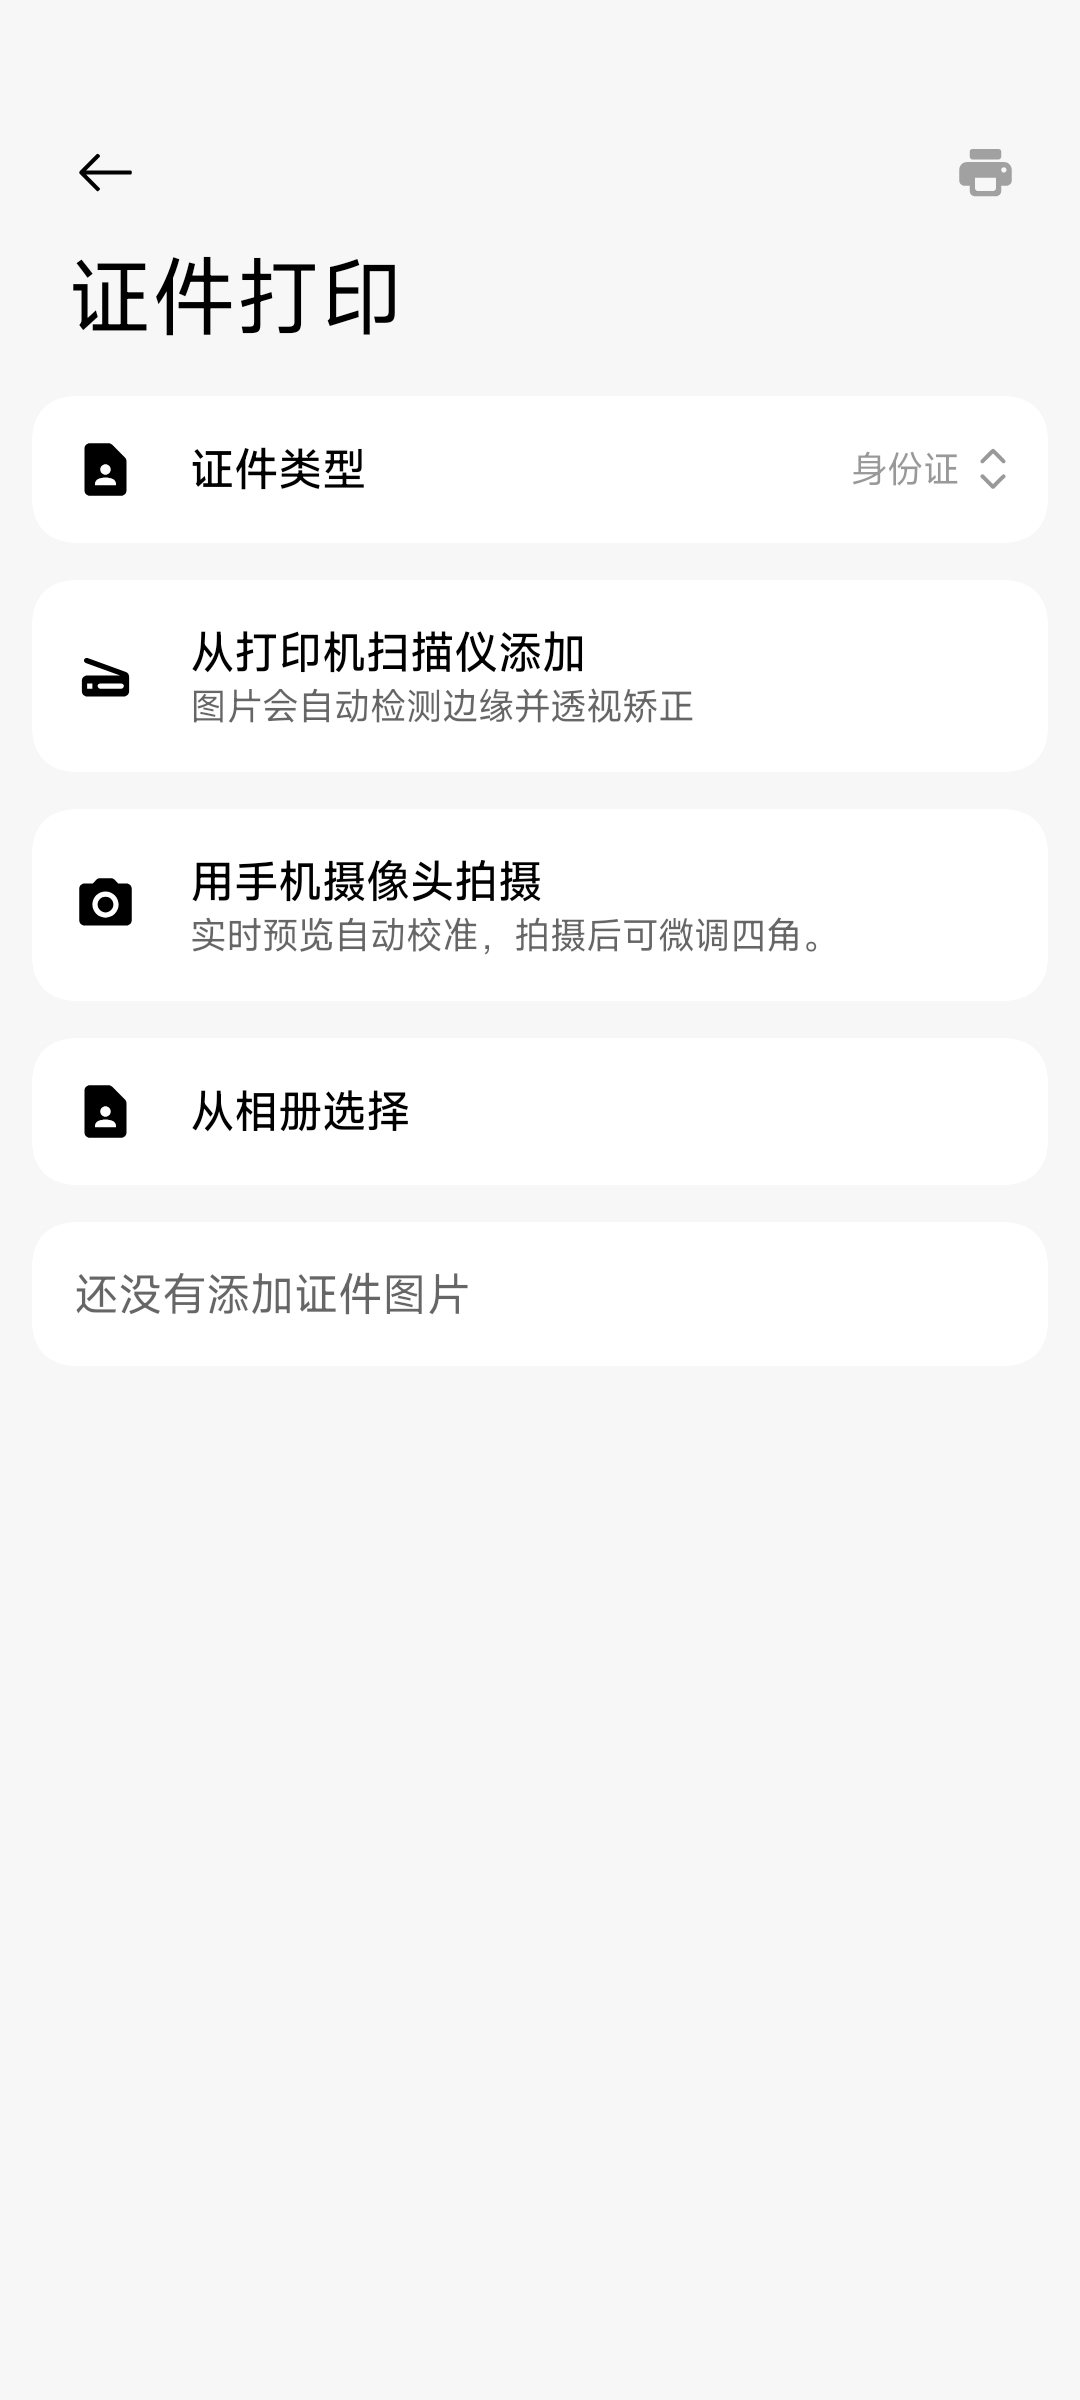 证件打印
证件类型
身份证
从打印机扫描仪添加
图片会自动检测边缘并透视矫正
用手机摄像头拍摄
实时预览自动校准，拍摄后可微调四角。
从相册选择
还没有添加证件图片